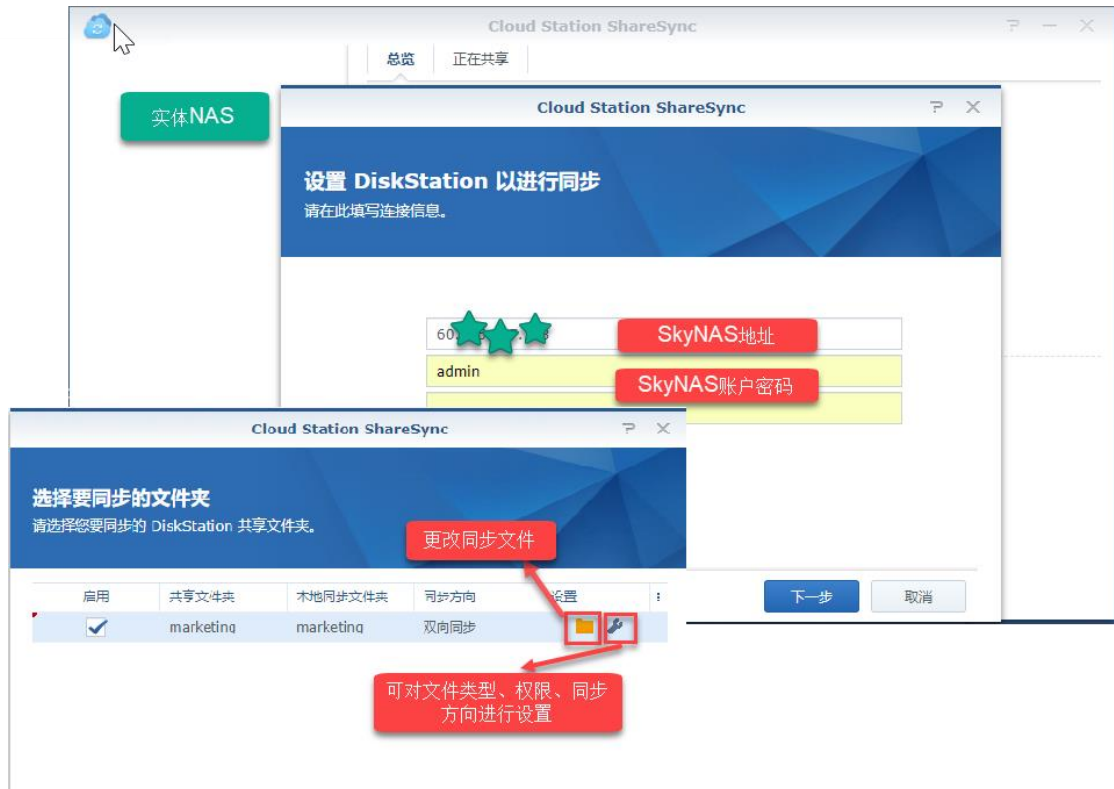 Cloud Station ShareSync
总览 正在共享
实体NAS
Cloud Station ShareSync
设置 DiskStation 以进行同步
请在此填写连接信息。
60
SkyNAS地址
admin
SkyNAS账户密码
下一步 取消
Cloud Station ShareSync
选择要同步的文件夹
请选择您要同步的 DiskStation 共享文件夹。
更改同步文件
启用 共享文件夹 本地同步文件夹 同步方向 设置
marketing marketing 双向同步
可对文件类型、权限、同步
方向进行设置